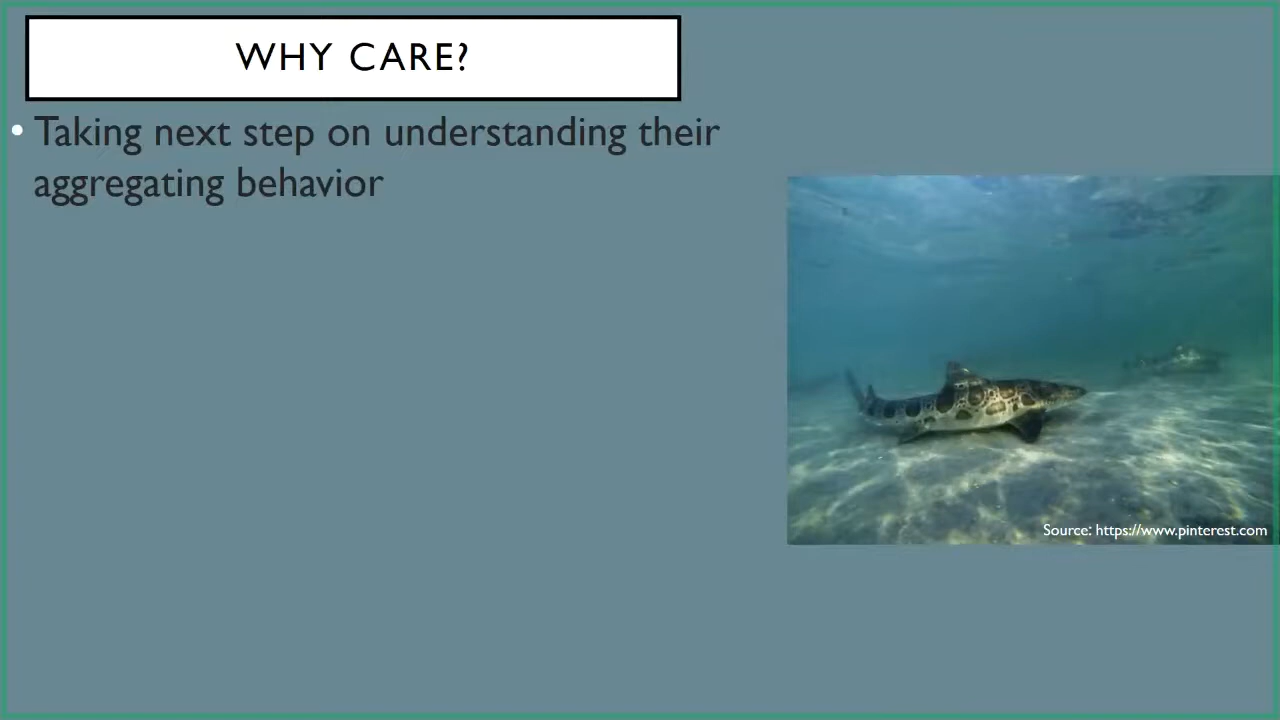 WHY CARE?
• Taking next step on understanding their
aggregating behavior
Source: https://www.pinterest.com